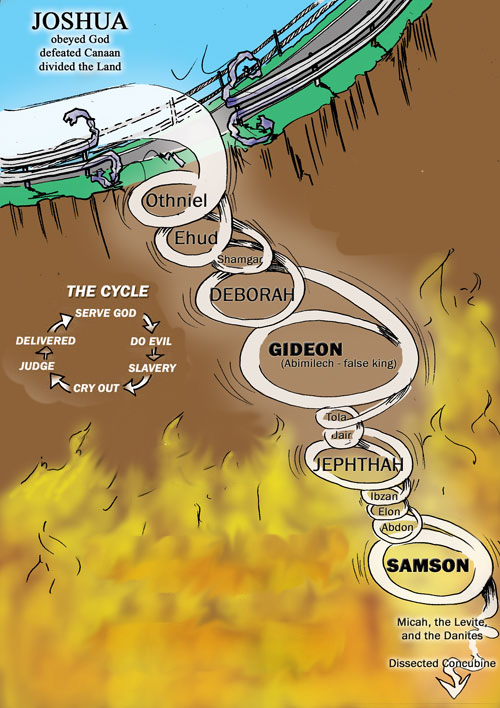 JOSHUA
obeyed God
defeated Canaan
divided the Land
Othniel
Ehud
Shamgar
DEBORAH
THE CYCLE
SERVE GOD
DO EVIL
SLAVERY
CRY OUT
JUDGE
DELIVERED
GIDEON
(Abimilech - false king)
Tola
Jair
JEPHTHAH
Ibzan
Elon
Abdon
SAMSON
Micah, the Levite,
and the Danites
Dissected Concubine